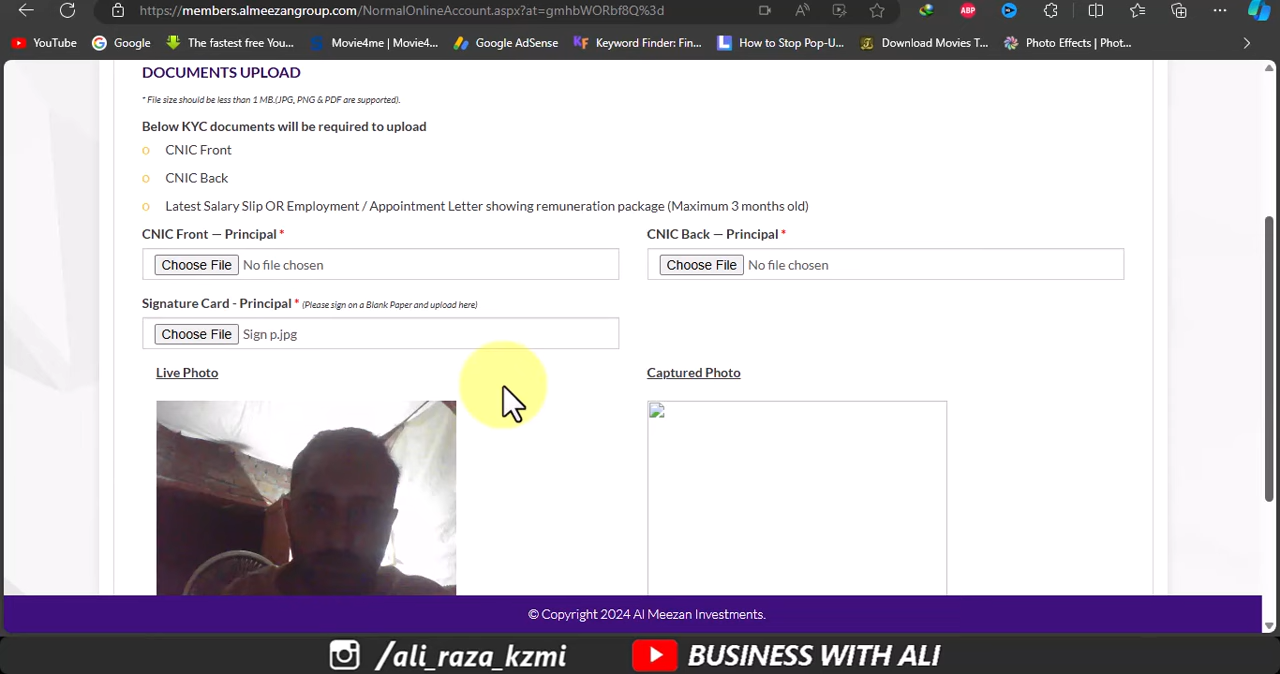 https://members.almeezangroup.com/NormalOnlineAccount.aspx?at=gmhbWORbf8Q%3d
YouTube Google The fastest free You... Movie4me | Movie4... Google AdSense Keyword Finder: Fin... How to Stop Pop-U... Download Movies T... Photo Effects | Phot...
DOCUMENTS UPLOAD
* File size should be less than 1 MB.(JPG, PNG & PDF are supported).
Below KYC documents will be required to upload
o CNIC Front
o CNIC Back
o Latest Salary Slip OR Employment / Appointment Letter showing remuneration package (Maximum 3 months old)
CNIC Front — Principal * CNIC Back — Principal *
Choose File No file chosen Choose File No file chosen
Signature Card - Principal * (Please sign on a Blank Paper and upload here)
Choose File Sign p.jpg
Live Photo Captured Photo
© Copyright 2024 Al Meezan Investments.
/ali_raza_kzmi BUSINESS WITH ALI